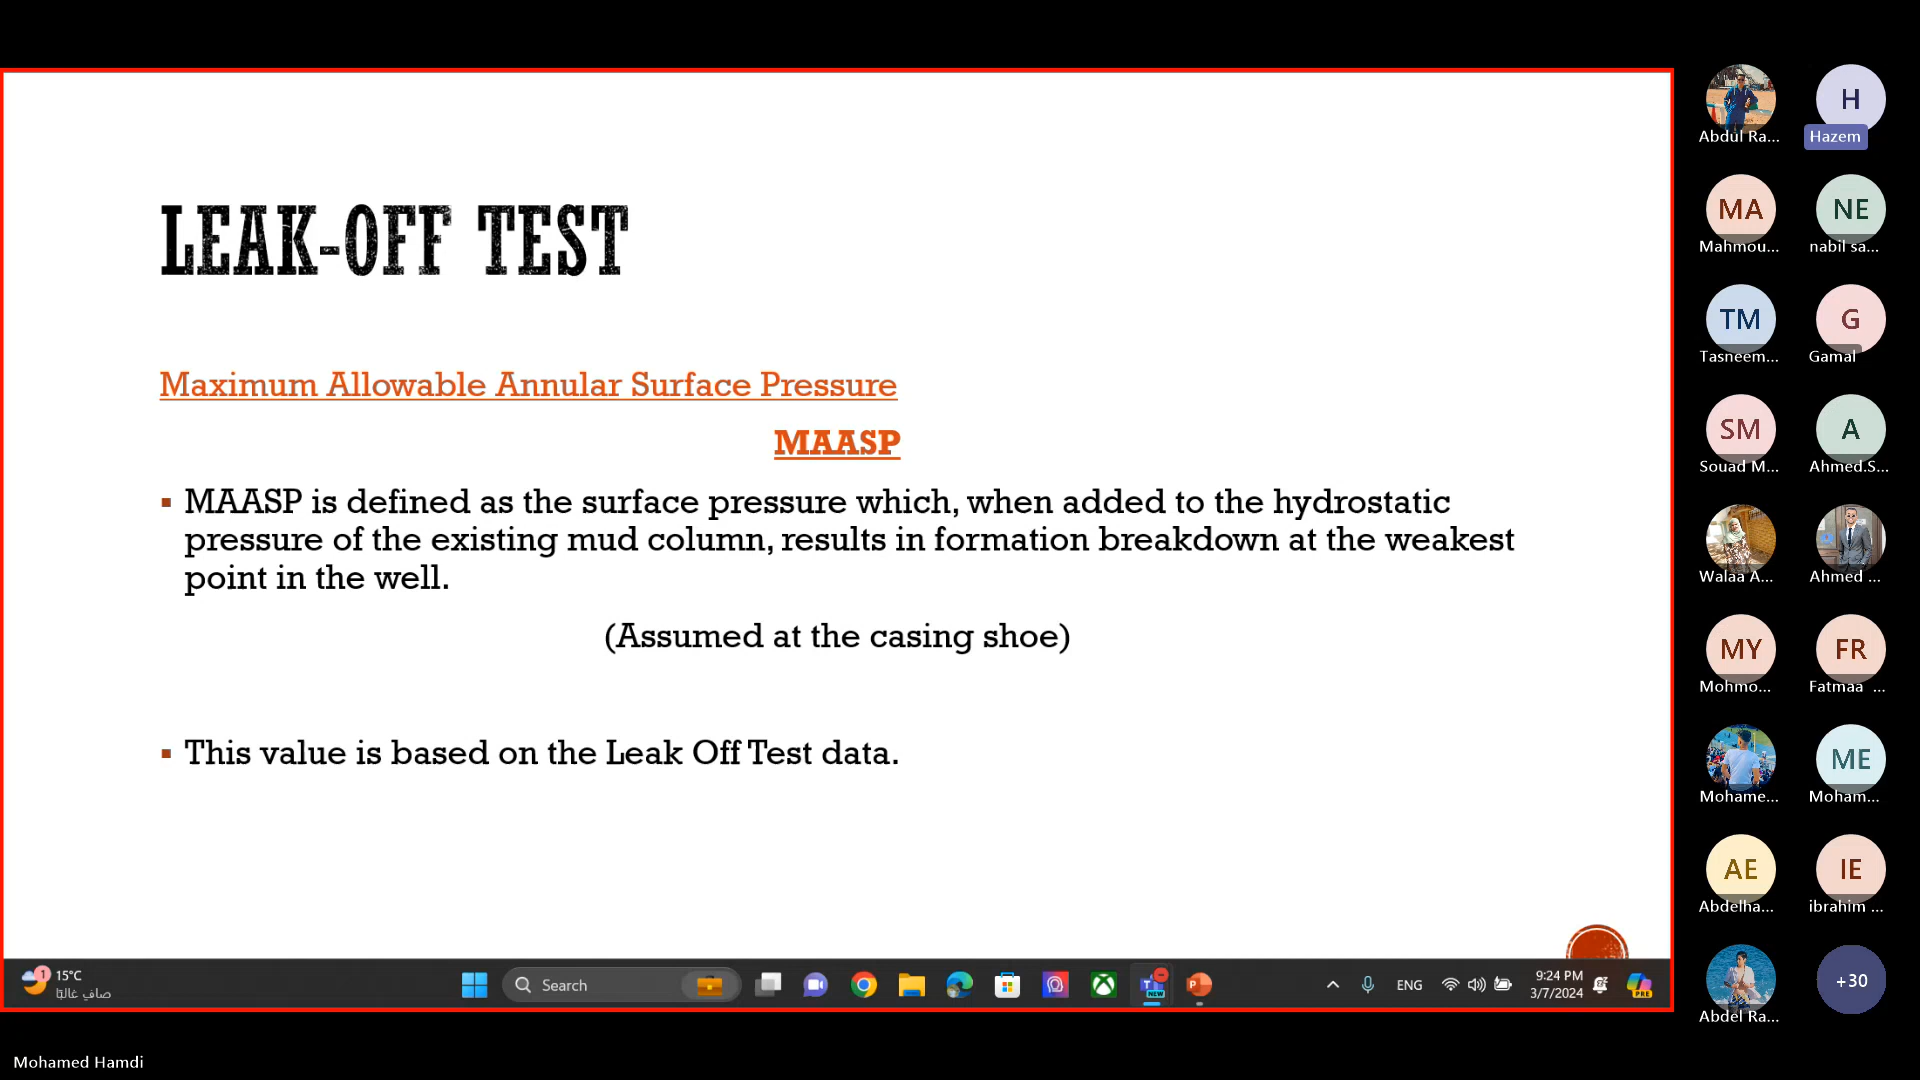 LEAK-OFF TEST
Maximum Allowable Annular Surface Pressure
MAASP
▪ MAASP is defined as the surface pressure which, when added to the hydrostatic
pressure of the existing mud column, results in formation breakdown at the weakest
point in the well.
(Assumed at the casing shoe)
▪ This value is based on the Leak Off Test data.
1
15°C
صافٍ غالبًا
Search
NEW
P
ENG
9:24 PM
3/7/2024
PRE
Abdul Ra...
H
Hazem
MA
Mahmou...
NE
nabil sa...
TM
Tasneem...
G
Gamal
SM
Souad M...
A
Ahmed.S...
Walaa A...
Ahmed ...
MY
Mohmo...
FR
Fatmaa ...
Mohame...
ME
Moham...
AE
Abdelha...
IE
ibrahim ...
Abdel Ra...
+30
Mohamed Hamdi